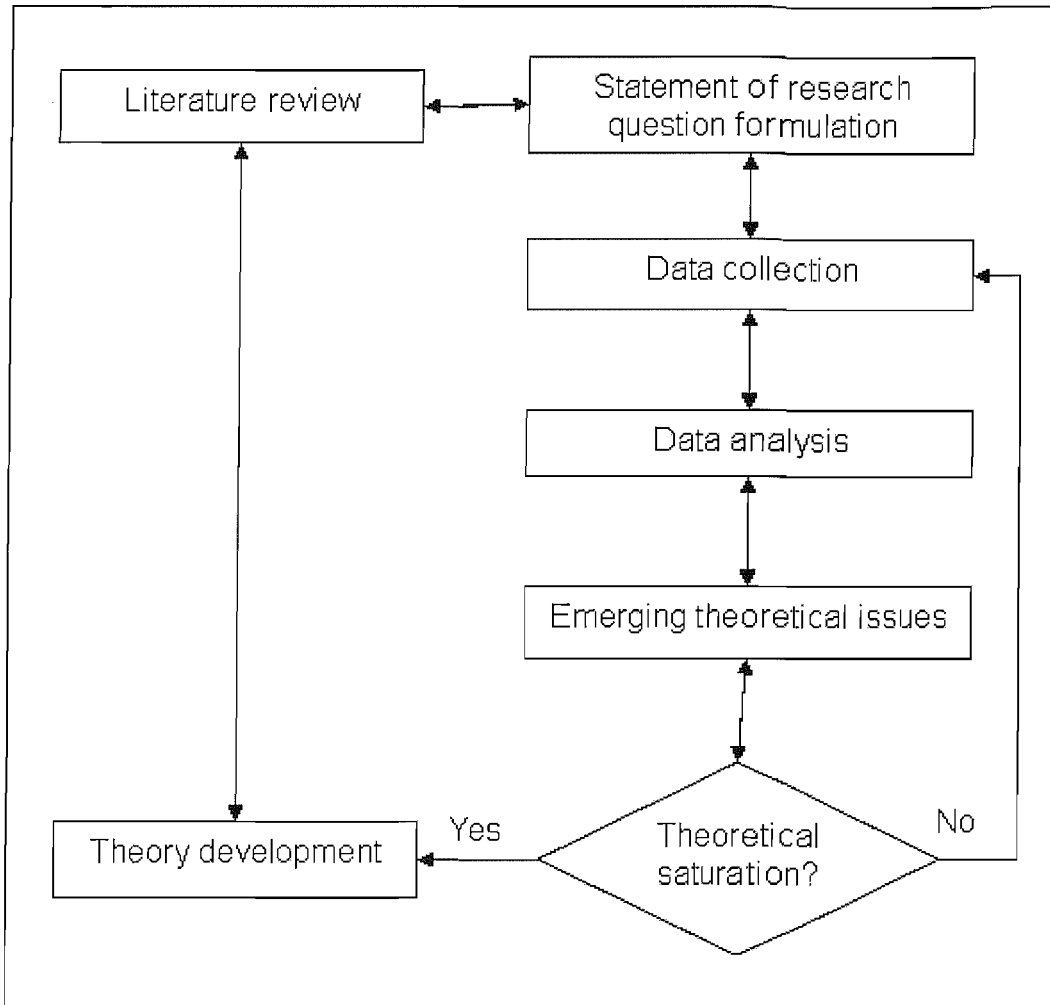 Literature review
Statement of research
question formulation
Data collection
Data analysis
Emerging theoretical issues
Theoretical
saturation?
Yes
No
Theory development